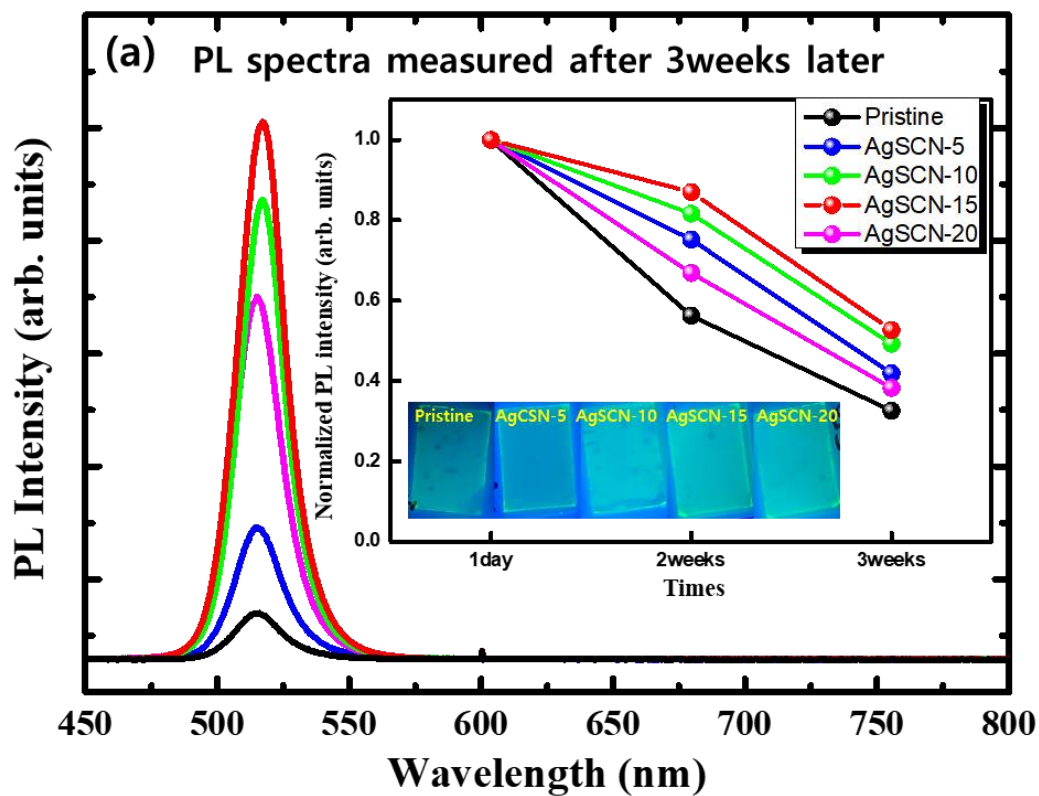 (a) PL spectra measured after 3weeks later
PL Intensity (arb. units)
Wavelength (nm)
450 500 550 600 650 700 750 800
Normalized PL intensity (arb. units)
1.0
0.8
0.6
0.4
0.2
0.0
1day 2weeks 3weeks
Times
Pristine
AgSCN-5
AgSCN-10
AgSCN-15
AgSCN-20
Pristine AgCSN-5 AgSCN-10 AgSCN-15 AgSCN-20